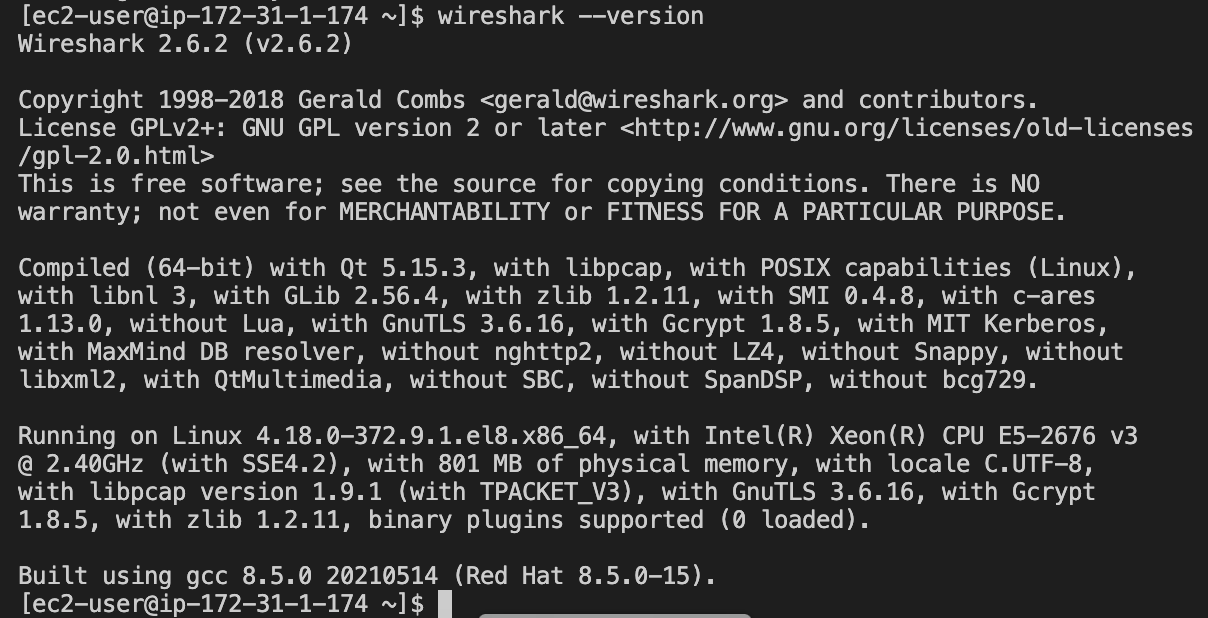 [ec2-user@ip-172-31-1-174 ~]$ wireshark --version
Wireshark 2.6.2 (v2.6.2)
Copyright 1998-2018 Gerald Combs <gerald@wireshark.org> and contributors.
License GPLv2+: GNU GPL version 2 or later <http://www.gnu.org/licenses/old-licenses
/gpl-2.0.html>
This is free software; see the source for copying conditions. There is NO
warranty; not even for MERCHANTABILITY or FITNESS FOR A PARTICULAR PURPOSE.
Compiled (64-bit) with Qt 5.15.3, with libpcap, with POSIX capabilities (Linux),
with libnl 3, with GLib 2.56.4, with zlib 1.2.11, with SMI 0.4.8, with c-ares
1.13.0, without Lua, with GnuTLS 3.6.16, with Gcrypt 1.8.5, with MIT Kerberos,
with MaxMind DB resolver, without nghttp2, without LZ4, without Snappy, without
libxml2, with QtMultimedia, without SBC, without SpanDSP, without bcg729.
Running on Linux 4.18.0-372.9.1.el8.x86_64, with Intel(R) Xeon(R) CPU E5-2676 v3
@ 2.40GHz (with SSE4.2), with 801 MB of physical memory, with locale C.UTF-8,
with libpcap version 1.9.1 (with TPACKET_V3), with GnuTLS 3.6.16, with Gcrypt
1.8.5, with zlib 1.2.11, binary plugins supported (0 loaded).
Built using gcc 8.5.0 20210514 (Red Hat 8.5.0-15).
[ec2-user@ip-172-31-1-174 ~]$